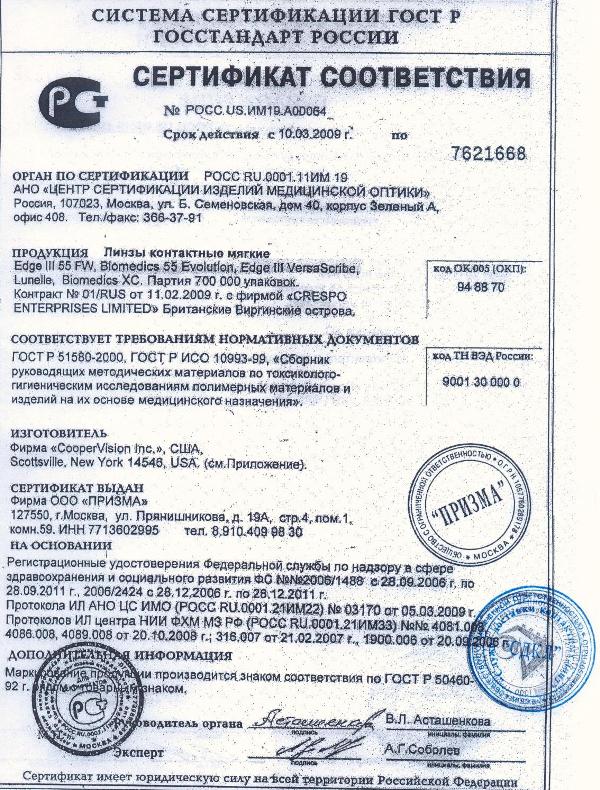 СИСТЕМА СЕРТИФИКАЦИИ ГОСТ Р
ГОССТАНДАРТ РОССИИ
СЕРТИФИКАТ СООТВЕТСТВИЯ
№ РОСС.US.ИМ19.А00064
Срок действия с 10.03.2009 г. по
7621668
ОРГАН ПО СЕРТИФИКАЦИИ РОСС RU.0001.11ИМ 19
АНО «ЦЕНТР СЕРТИФИКАЦИИ ИЗДЕЛИЙ МЕДИЦИНСКОЙ ОПТИКИ»
Россия, 107023, Москва, ул. Б. Семеновская, дом 40, корпус Зеленый А,
офис 408. Тел./факс: 366-37-91
ПРОДУКЦИЯ Линзы контактные мягкие
Edge III 55 FW, Biomedics 55 Evolution, Edge III VersaScribe,
Lunelle, Biomedics XC. Партия 700 000 упаковок.
Контракт № 01/RUS от 11.02.2009 г. с фирмой «CRESPO
ENTERPRISES LIMITED» Британские Виргинские острова.
код ОК.005 (ОКП):
94 88 70
СООТВЕТСТВУЕТ ТРЕБОВАНИЯМ НОРМАТИВНЫХ ДОКУМЕНТОВ
ГОСТ Р 51580-2000, ГОСТ Р ИСО 10993-99, «Сборник
руководящих методических материалов по токсиколого-
гигиеническим исследованиям полимерных материалов и
изделий на их основе медицинского назначения».
код ТН ВЭД России:
9001 30 000 0
ИЗГОТОВИТЕЛЬ
Фирма «CooperVision Inc.», США,
Scottsville, New York 14546, USA. (см.Приложение).
СЕРТИФИКАТ ВЫДАН
Фирма ООО «ПРИЗМА»
127550, г.Москва, ул. Прянишникова, д. 19А, стр.4, пом.1,
комн.59. ИНН 7713602995 тел. 8.910.409 98 30
"ПРИЗМА"
НА ОСНОВАНИИ
Регистрационные удостоверения Федеральной службы по надзору в сфере
здравоохранения и социального развития ФС №№2006/1488 с 28.09.2006 г. по
28.09.2011 г., 2006/2424 с 28.12.2006 г. по 28.12.2011 г.
Протокола ИЛ АНО ЦС ИМО (РОСС RU.0001.21ИМ22) № 03170 от 05.03.2009 г.
Протоколов ИЛ центра НИИ ФХМ МЗ РФ (РОСС RU.0001.21ИМ33) №№ 4081.008,
4086.008, 4089.008 от 20.10.2008 г.; 316.007 от 21.02.2007 г., 1900.006 от 20.09
ДОПОЛНИТЕЛЬНАЯ ИНФОРМАЦИЯ
Маркирование продукции производится знаком соответствия по ГОСТ Р 50460-
92 г. рядом с товарным знаком.
Руководитель органа
подпись
В.Л. Асташенкова
инициалы, фамилия
Эксперт
подпись
А.Г.Соболев
инициалы, фамилия
Сертификат имеет юридическую силу на всей территории Российской Федерации